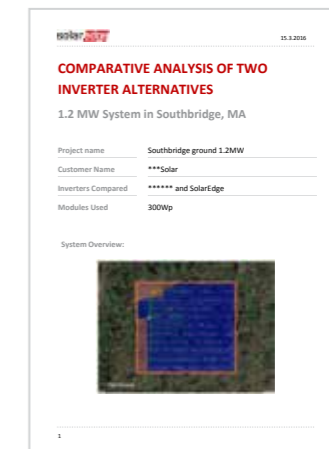 solaredge
15.3.2016
COMPARATIVE ANALYSIS OF TWO
INVERTER ALTERNATIVES
1.2 MW System in Southbridge, MA
Project name Southbridge ground 1.2MW
Customer Name ***Solar
Inverters Compared ****** and SolarEdge
Modules Used 300Wp
System Overview:
1